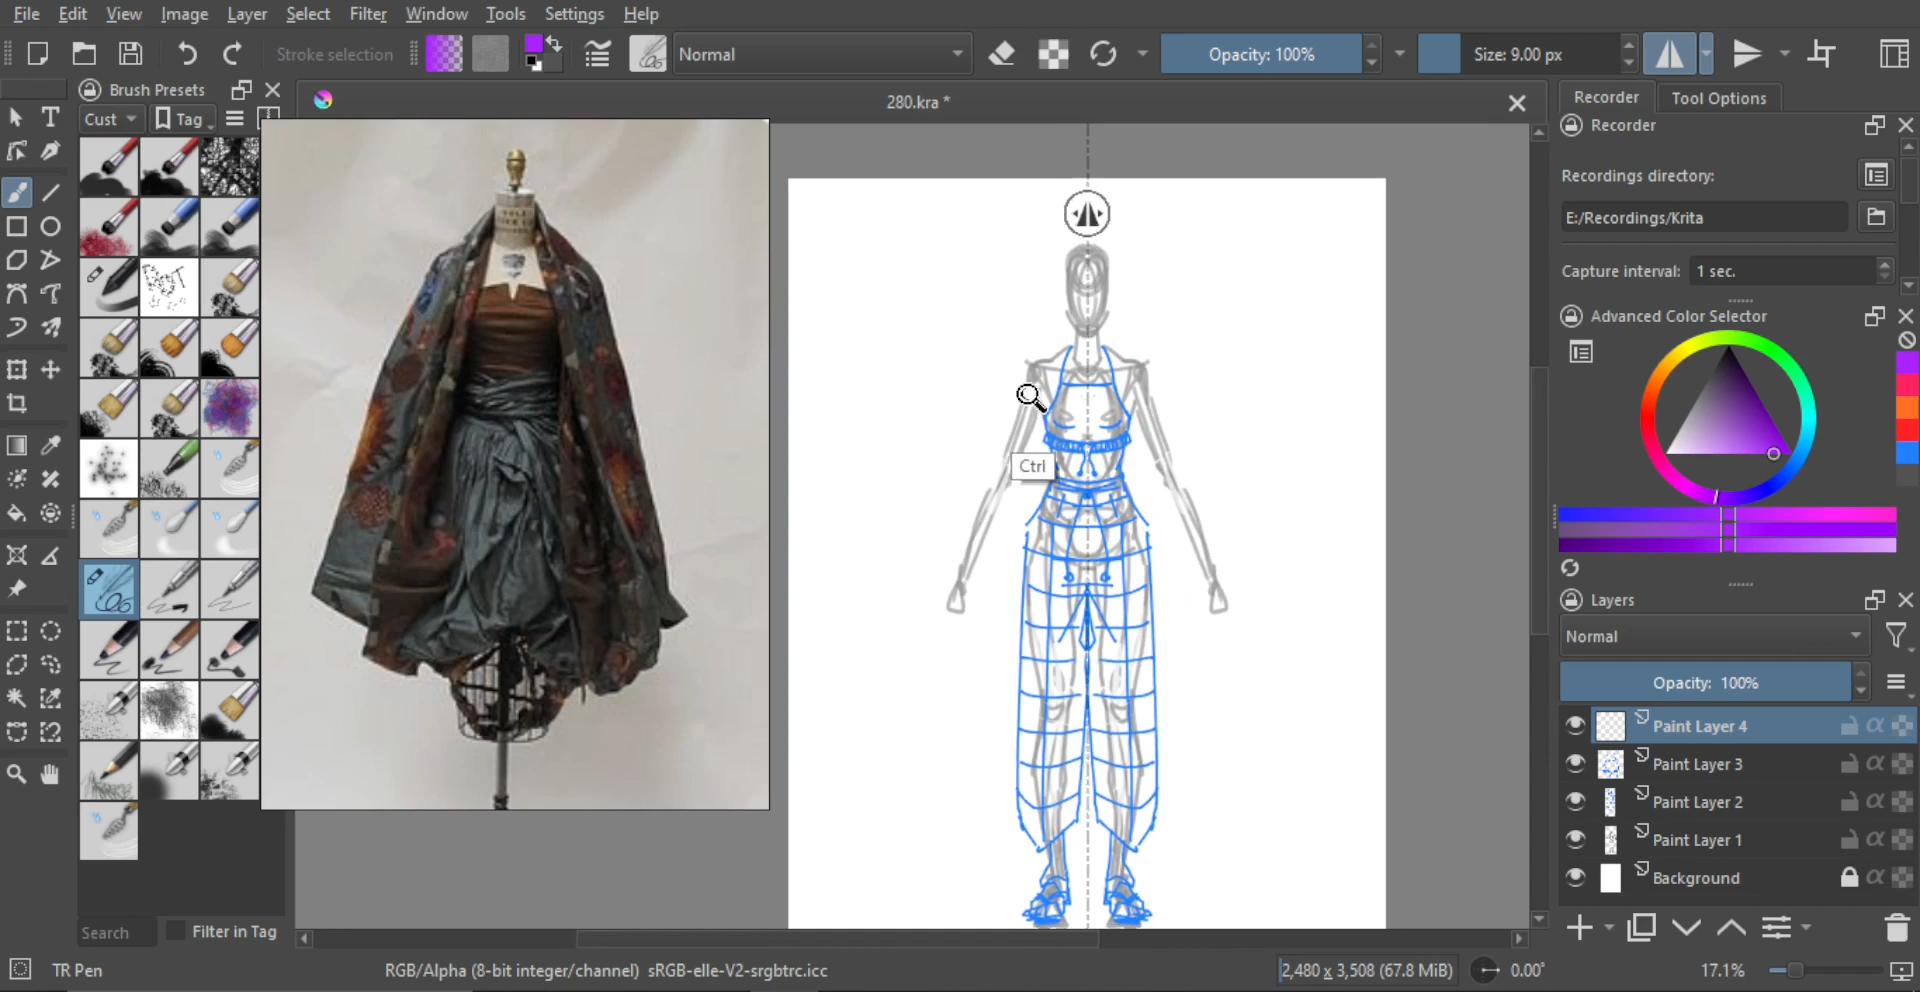 File Edit View Image Layer Select Filter Window Tools Settings Help
Stroke selection
Normal
Opacity: 100%
Size: 9.00 px
Brush Presets
280.kra *
Recorder
Tool Options
Cust
Tag
Recorder
Recordings directory:
E:/Recordings/Krita
Capture interval: 1 sec.
Advanced Color Selector
Ctrl
Layers
Normal
Opacity: 100%
Paint Layer 4
Paint Layer 3
Paint Layer 2
Paint Layer 1
Background
Search
Filter in Tag
TR Pen
RGB/Alpha (8-bit integer/channel) sRGB-elle-V2-srgbtrc.icc
2,480 x 3,508 (67.8 MiB)
0.00°
17.1%